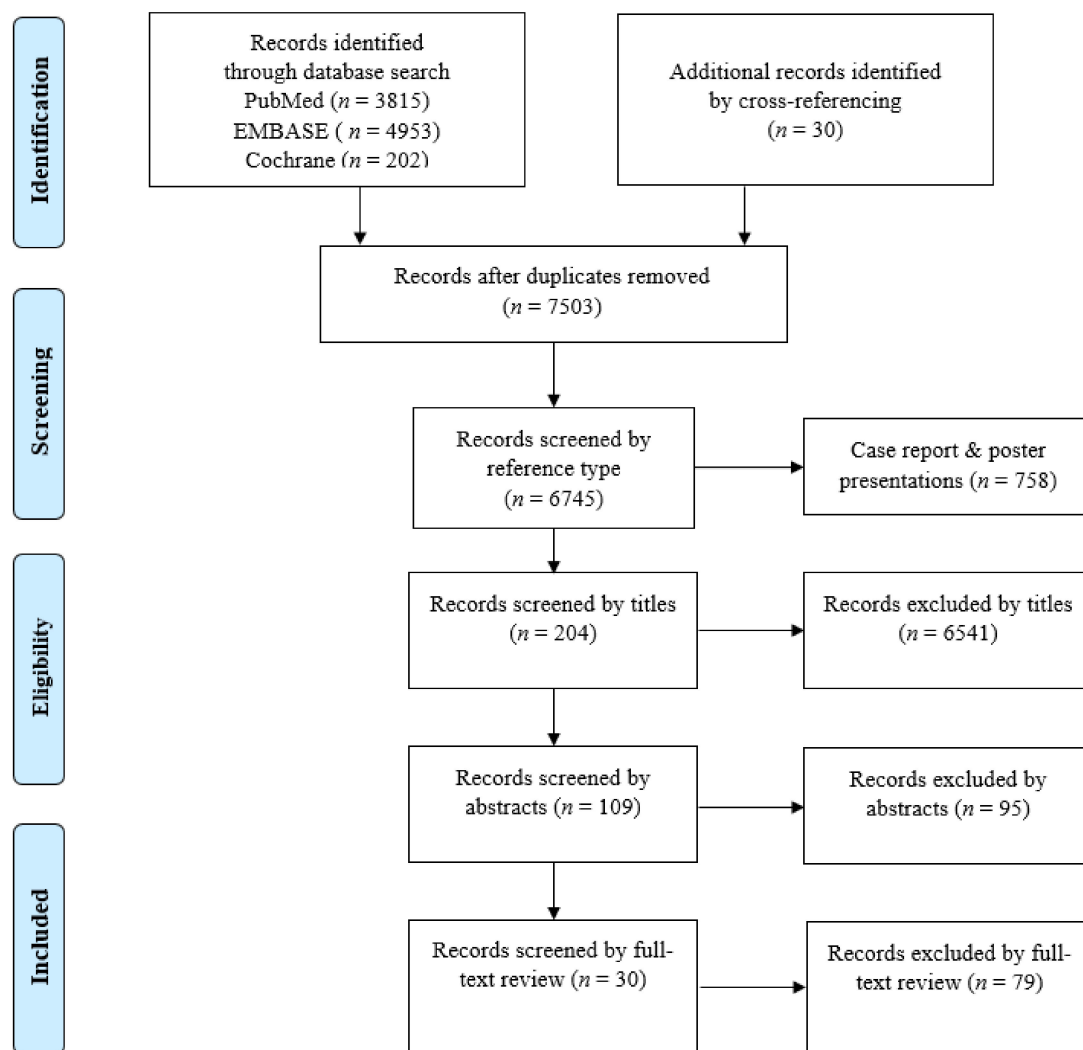 Identification
Records identified
through database search
PubMed (n = 3815)
EMBASE ( n = 4953)
Cochrane (n = 202)
Additional records identified
by cross-referencing
(n = 30)
Records after duplicates removed
(n = 7503)
Screening
Records screened by
reference type
(n = 6745)
Case report & poster
presentations (n = 758)
Eligibility
Records screened by titles
(n = 204)
Records excluded by titles
(n = 6541)
Records screened by
abstracts (n = 109)
Records excluded by
abstracts (n = 95)
Included
Records screened by full-
text review (n = 30)
Records excluded by full-
text review (n = 79)